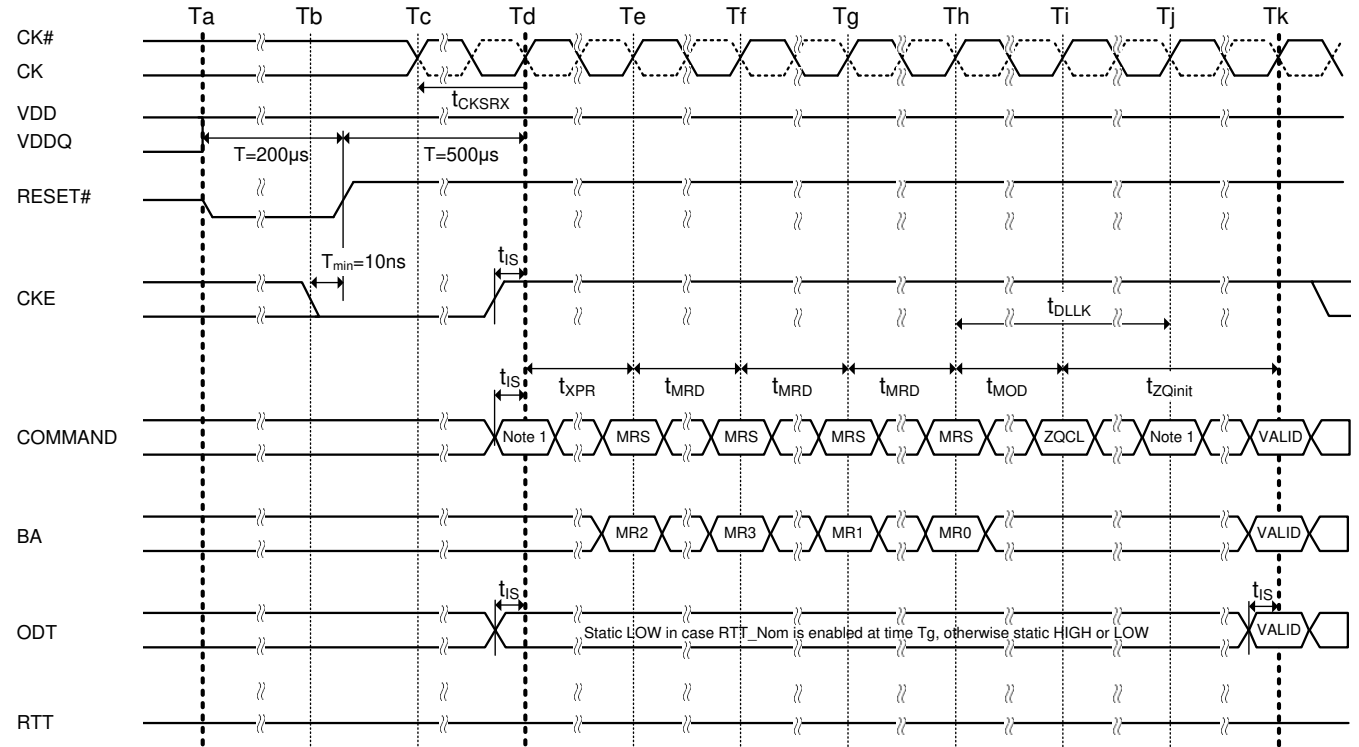 Ta Tb Tc Td Te Tf Tg Th Ti Tj Tk
CK#
CK
tCKSRX
VDD
VDDQ
T=200µs T=500µs
RESET#
Tmin=10ns tIS
CKE
tDLLK
tIS tXPR tMRD tMRD tMRD tMOD tZQinit
COMMAND Note 1 MRS MRS MRS MRS ZQCL Note 1 VALID
BA MR2 MR3 MR1 MR0 VALID
tIS tIS
ODT Static LOW in case RTT_Nom is enabled at time Tg, otherwise static HIGH or LOW VALID
RTT